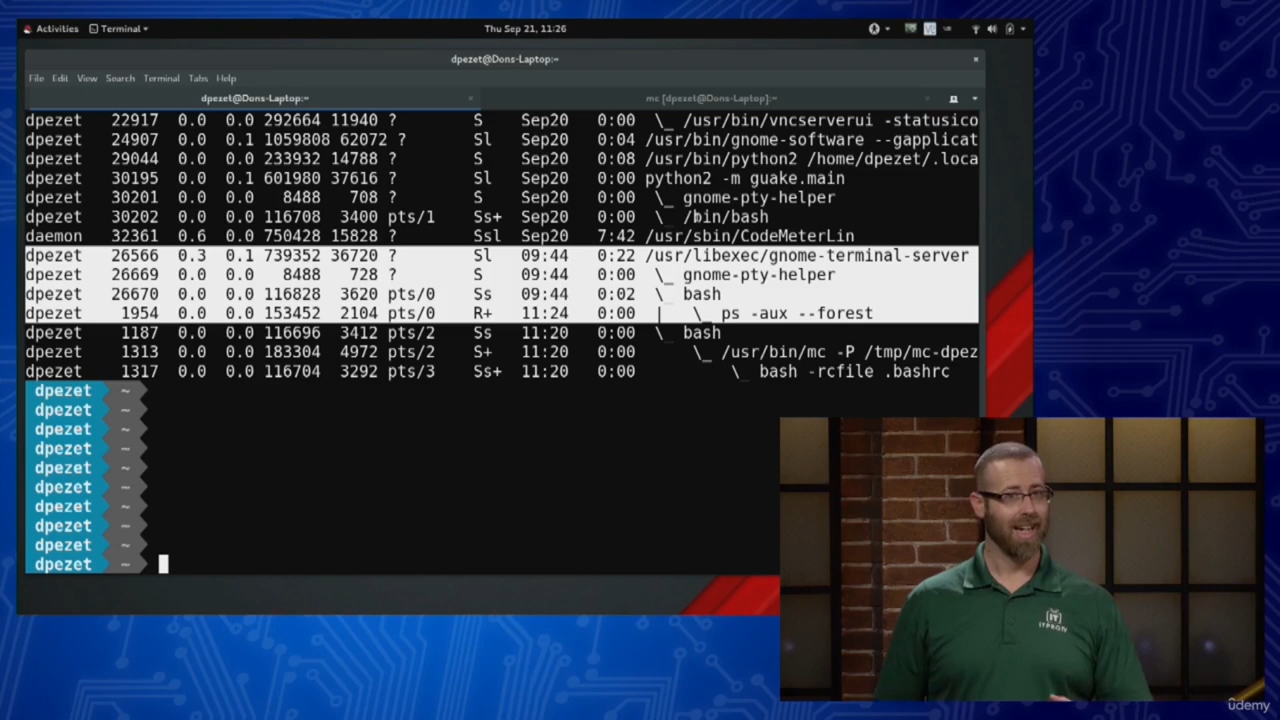 Activities Terminal Thu Sep 21, 11:26
dpezet@Dons-Laptop:~
File Edit View Search Terminal Tabs Help
dpezet@Dons-Laptop:~ mc [dpezet@Dons-Laptop]:~
dpezet 22917 0.0 0.0 292664 11940 ? S Sep20 0:00 \_ /usr/bin/vncserverui -statusico
dpezet 24907 0.0 0.1 1059808 62072 ? Sl Sep20 0:04 /usr/bin/gnome-software --gapplicat
dpezet 29044 0.0 0.0 233932 14788 ? S Sep20 0:08 /usr/bin/python2 /home/dpezet/.loca
dpezet 30195 0.0 0.1 601980 37616 ? Sl Sep20 0:00 python2 -m guake.main
dpezet 30201 0.0 0.0 8488 708 ? S Sep20 0:00 \_ gnome-pty-helper
dpezet 30202 0.0 0.0 116708 3400 pts/1 Ss+ Sep20 0:00 \_ /bin/bash
daemon 32361 0.6 0.0 750428 15828 ? Ssl Sep20 7:42 /usr/sbin/CodeMeterLin
dpezet 26566 0.3 0.1 739352 36720 ? Sl 09:44 0:22 /usr/libexec/gnome-terminal-server
dpezet 26669 0.0 0.0 8488 728 ? S 09:44 0:00 \_ gnome-pty-helper
dpezet 26670 0.0 0.0 116828 3620 pts/0 Ss 09:44 0:02 \_ bash
dpezet 1954 0.0 0.0 153452 2104 pts/0 R+ 11:24 0:00 | \_ ps -aux --forest
dpezet 1187 0.0 0.0 116696 3412 pts/2 Ss 11:20 0:00 \_ bash
dpezet 1313 0.0 0.0 183304 4972 pts/2 S+ 11:20 0:00 \_ /usr/bin/mc -P /tmp/mc-dpez
dpezet 1317 0.0 0.0 116704 3292 pts/3 Ss+ 11:20 0:00 \_ bash -rcfile .bashrc
dpezet ~
dpezet ~
dpezet ~
dpezet ~
dpezet ~
dpezet ~
dpezet ~
dpezet ~
dpezet ~
dpezet ~
IT
ITPROTV
ûdemy